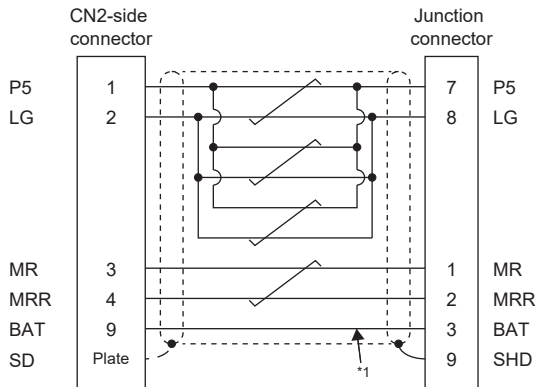 CN2-side connector
Junction connector
P5 1 7 P5
LG 2 8 LG
MR 3 1 MR
MRR 4 2 MRR
BAT 9 3 BAT
SD Plate 9 SHD
*1